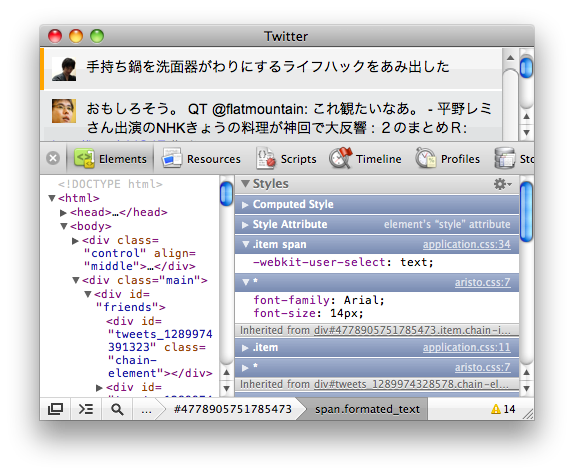 Twitter
手持ち鍋を洗面器がわりにするライフハックをあみ出した
おもしろそう。 QT @flatmountain: これ観たいなあ。 - 平野レミ
さん出演のNHKきょうの料理が神回で大反響 : ２のまとめＲ:
Elements Resources Scripts Timeline Profiles Sto
<!DOCTYPE html>
<html>
<head>…</head>
<body>
<div class=
"control" align=
"middle">…</div>
<div class="main">
<div id=
"friends">
<div id=
"tweets_1289974
391323" class=
"chain-
element"></div>
<div id=
Styles
Computed Style
Style Attribute element's "style" attribute
.item span application.css:34
-webkit-user-select: text;
* aristo.css:7
font-family: Arial;
font-size: 14px;
Inherited from div#4778905751785473.item.chain-i…
.item application.css:11
* aristo.css:7
Inherited from div#tweets_1289974328578.chain-el…
... #4778905751785473 span.formated_text 14